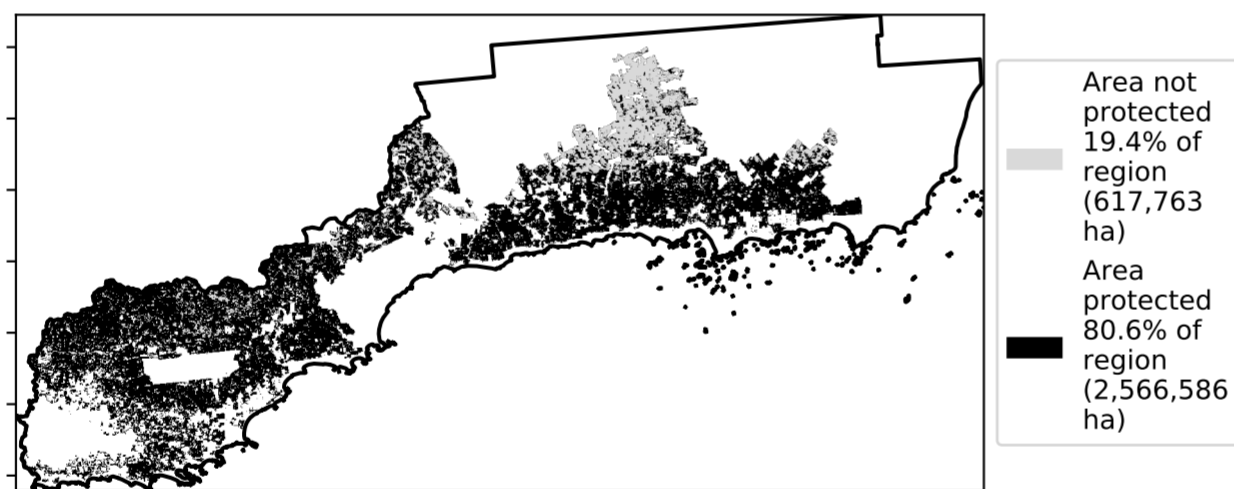 Area not
protected
19.4% of
region
(617,763
ha)
Area
protected
80.6% of
region
(2,566,586
ha)